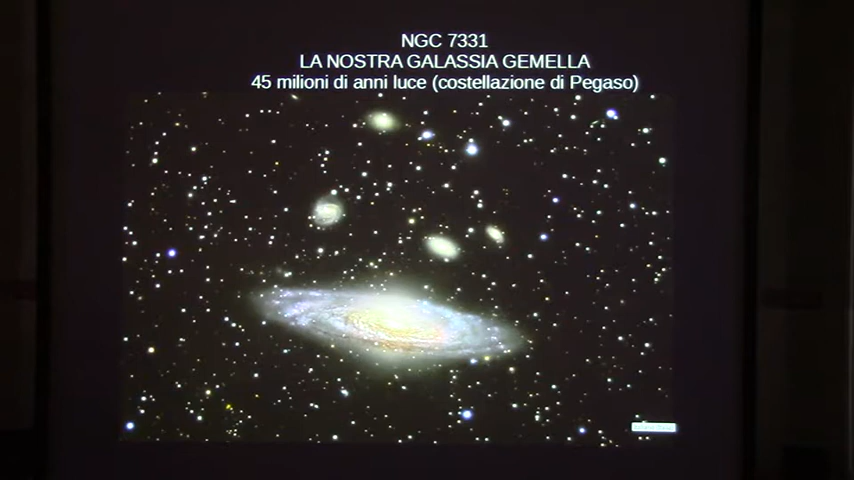 NGC 7331
LA NOSTRA GALASSIA GEMELLA
45 milioni di anni luce (costellazione di Pegaso)